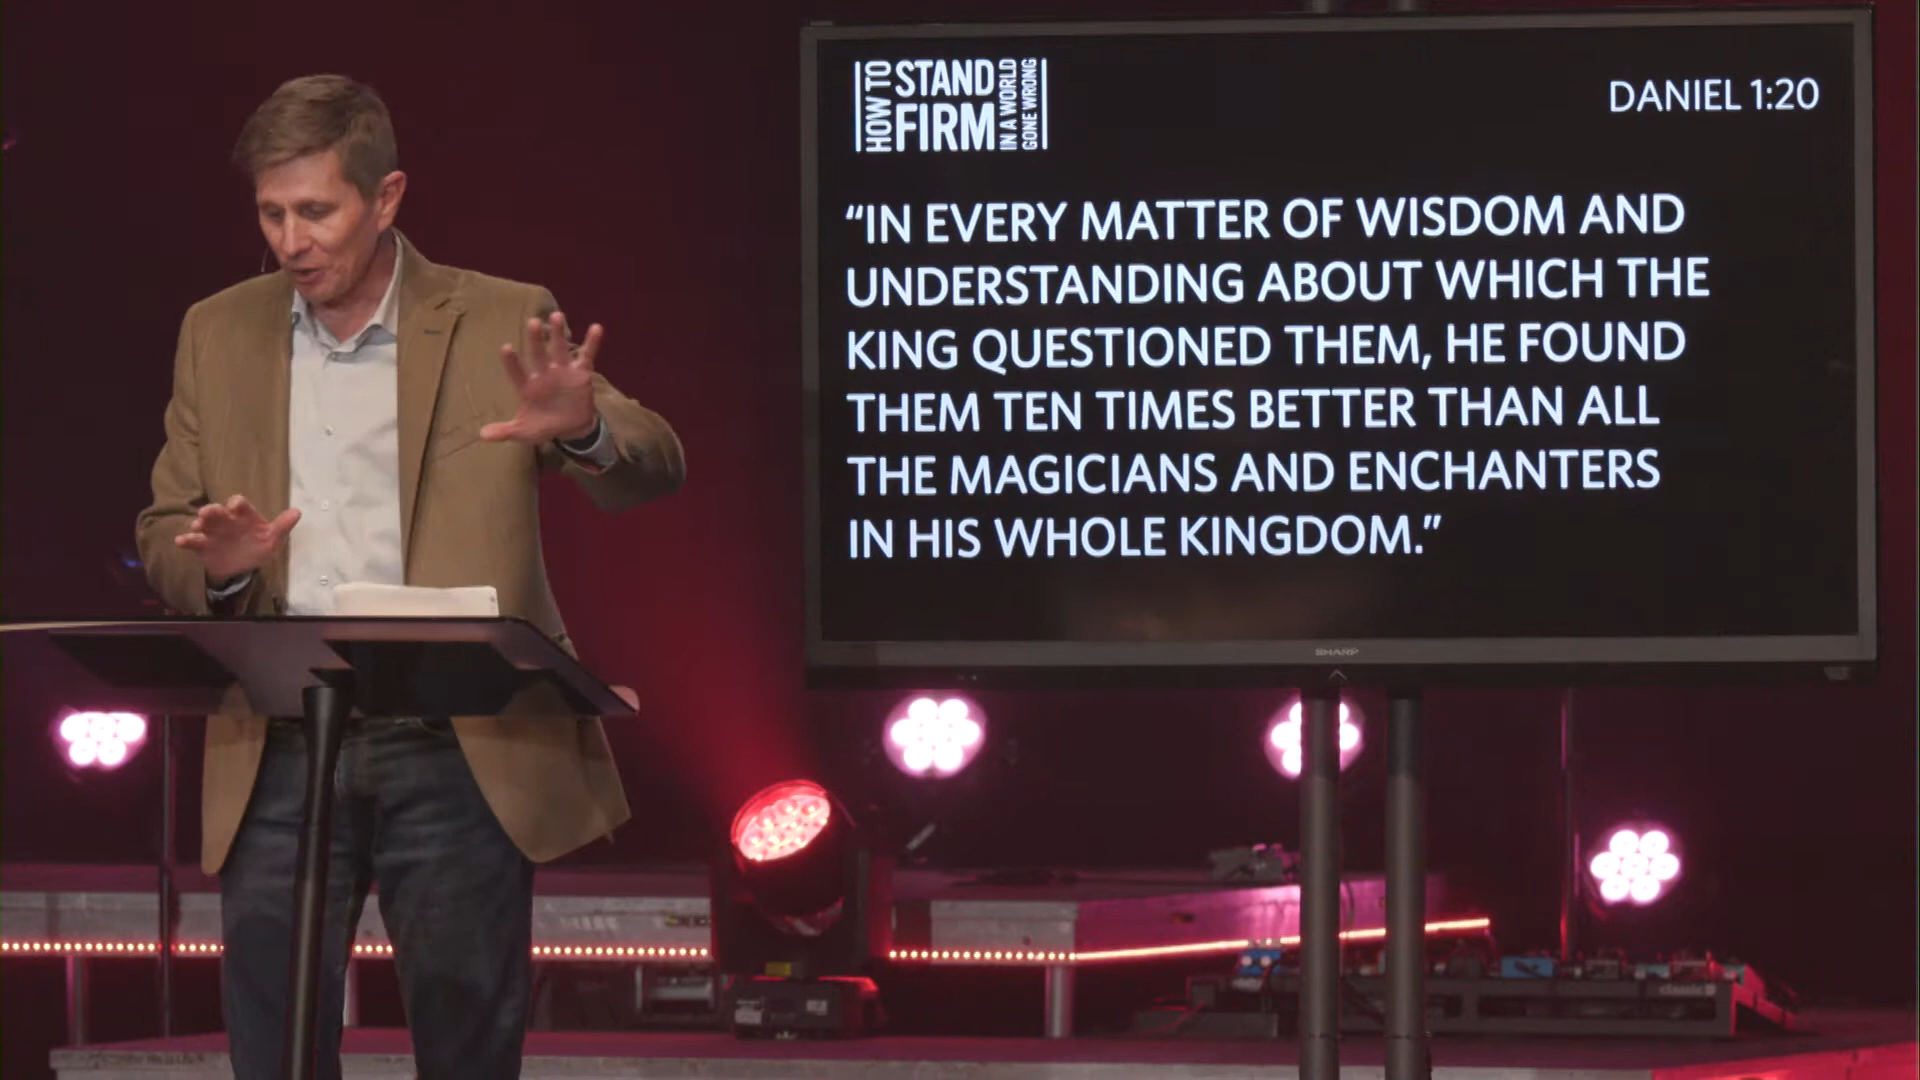 HOW TO
STAND
FIRM
IN A WORLD
GONE WRONG
DANIEL 1:20
“IN EVERY MATTER OF WISDOM AND
UNDERSTANDING ABOUT WHICH THE
KING QUESTIONED THEM, HE FOUND
THEM TEN TIMES BETTER THAN ALL
THE MAGICIANS AND ENCHANTERS
IN HIS WHOLE KINGDOM.”
SHARP